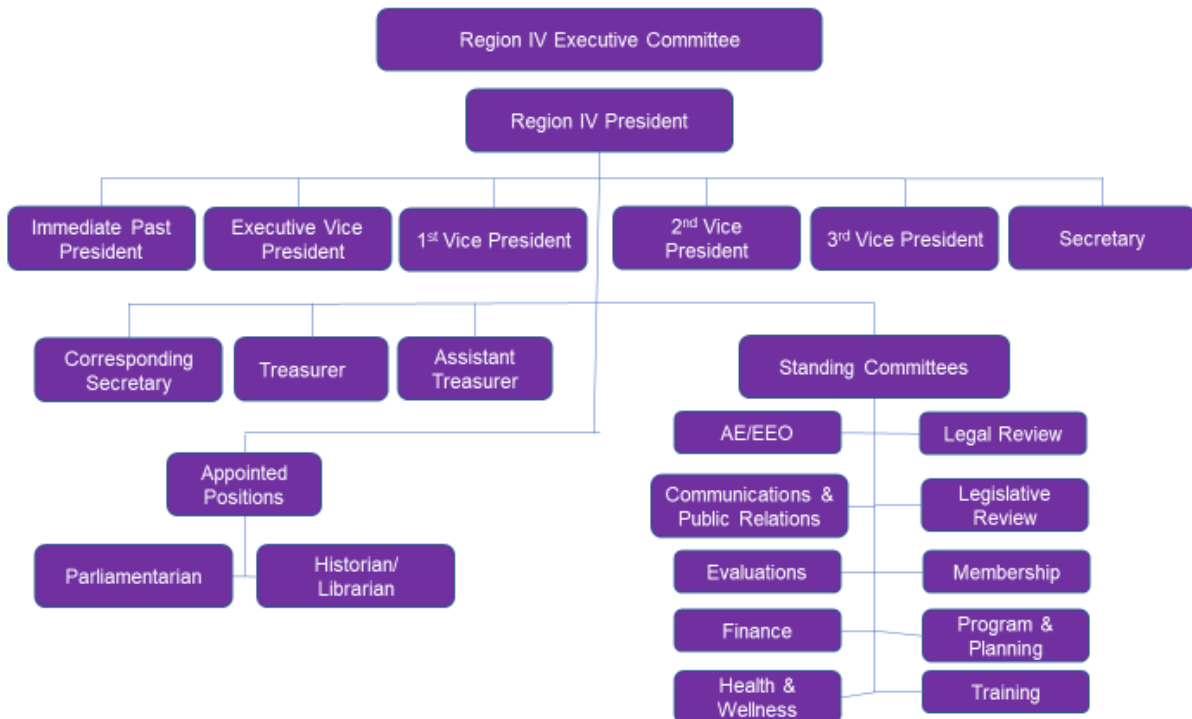 Region IV Executive Committee
Region IV President
Immediate Past
President
Executive Vice
President
1st Vice President
2nd Vice
President
3rd Vice President
Secretary
Corresponding
Secretary
Treasurer
Assistant
Treasurer
Standing Committees
AE/EEO
Legal Review
Appointed
Positions
Communications &
Public Relations
Legislative
Review
Parliamentarian
Historian/
Librarian
Evaluations
Membership
Finance
Program &
Planning
Health &
Wellness
Training